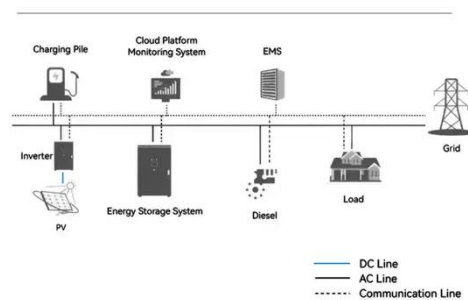 Charging Pile
Cloud Platform
Monitoring System
EMS
Grid
Inverter
PV
Energy Storage System
Diesel
Load
DC Line
AC Line
Communication Line